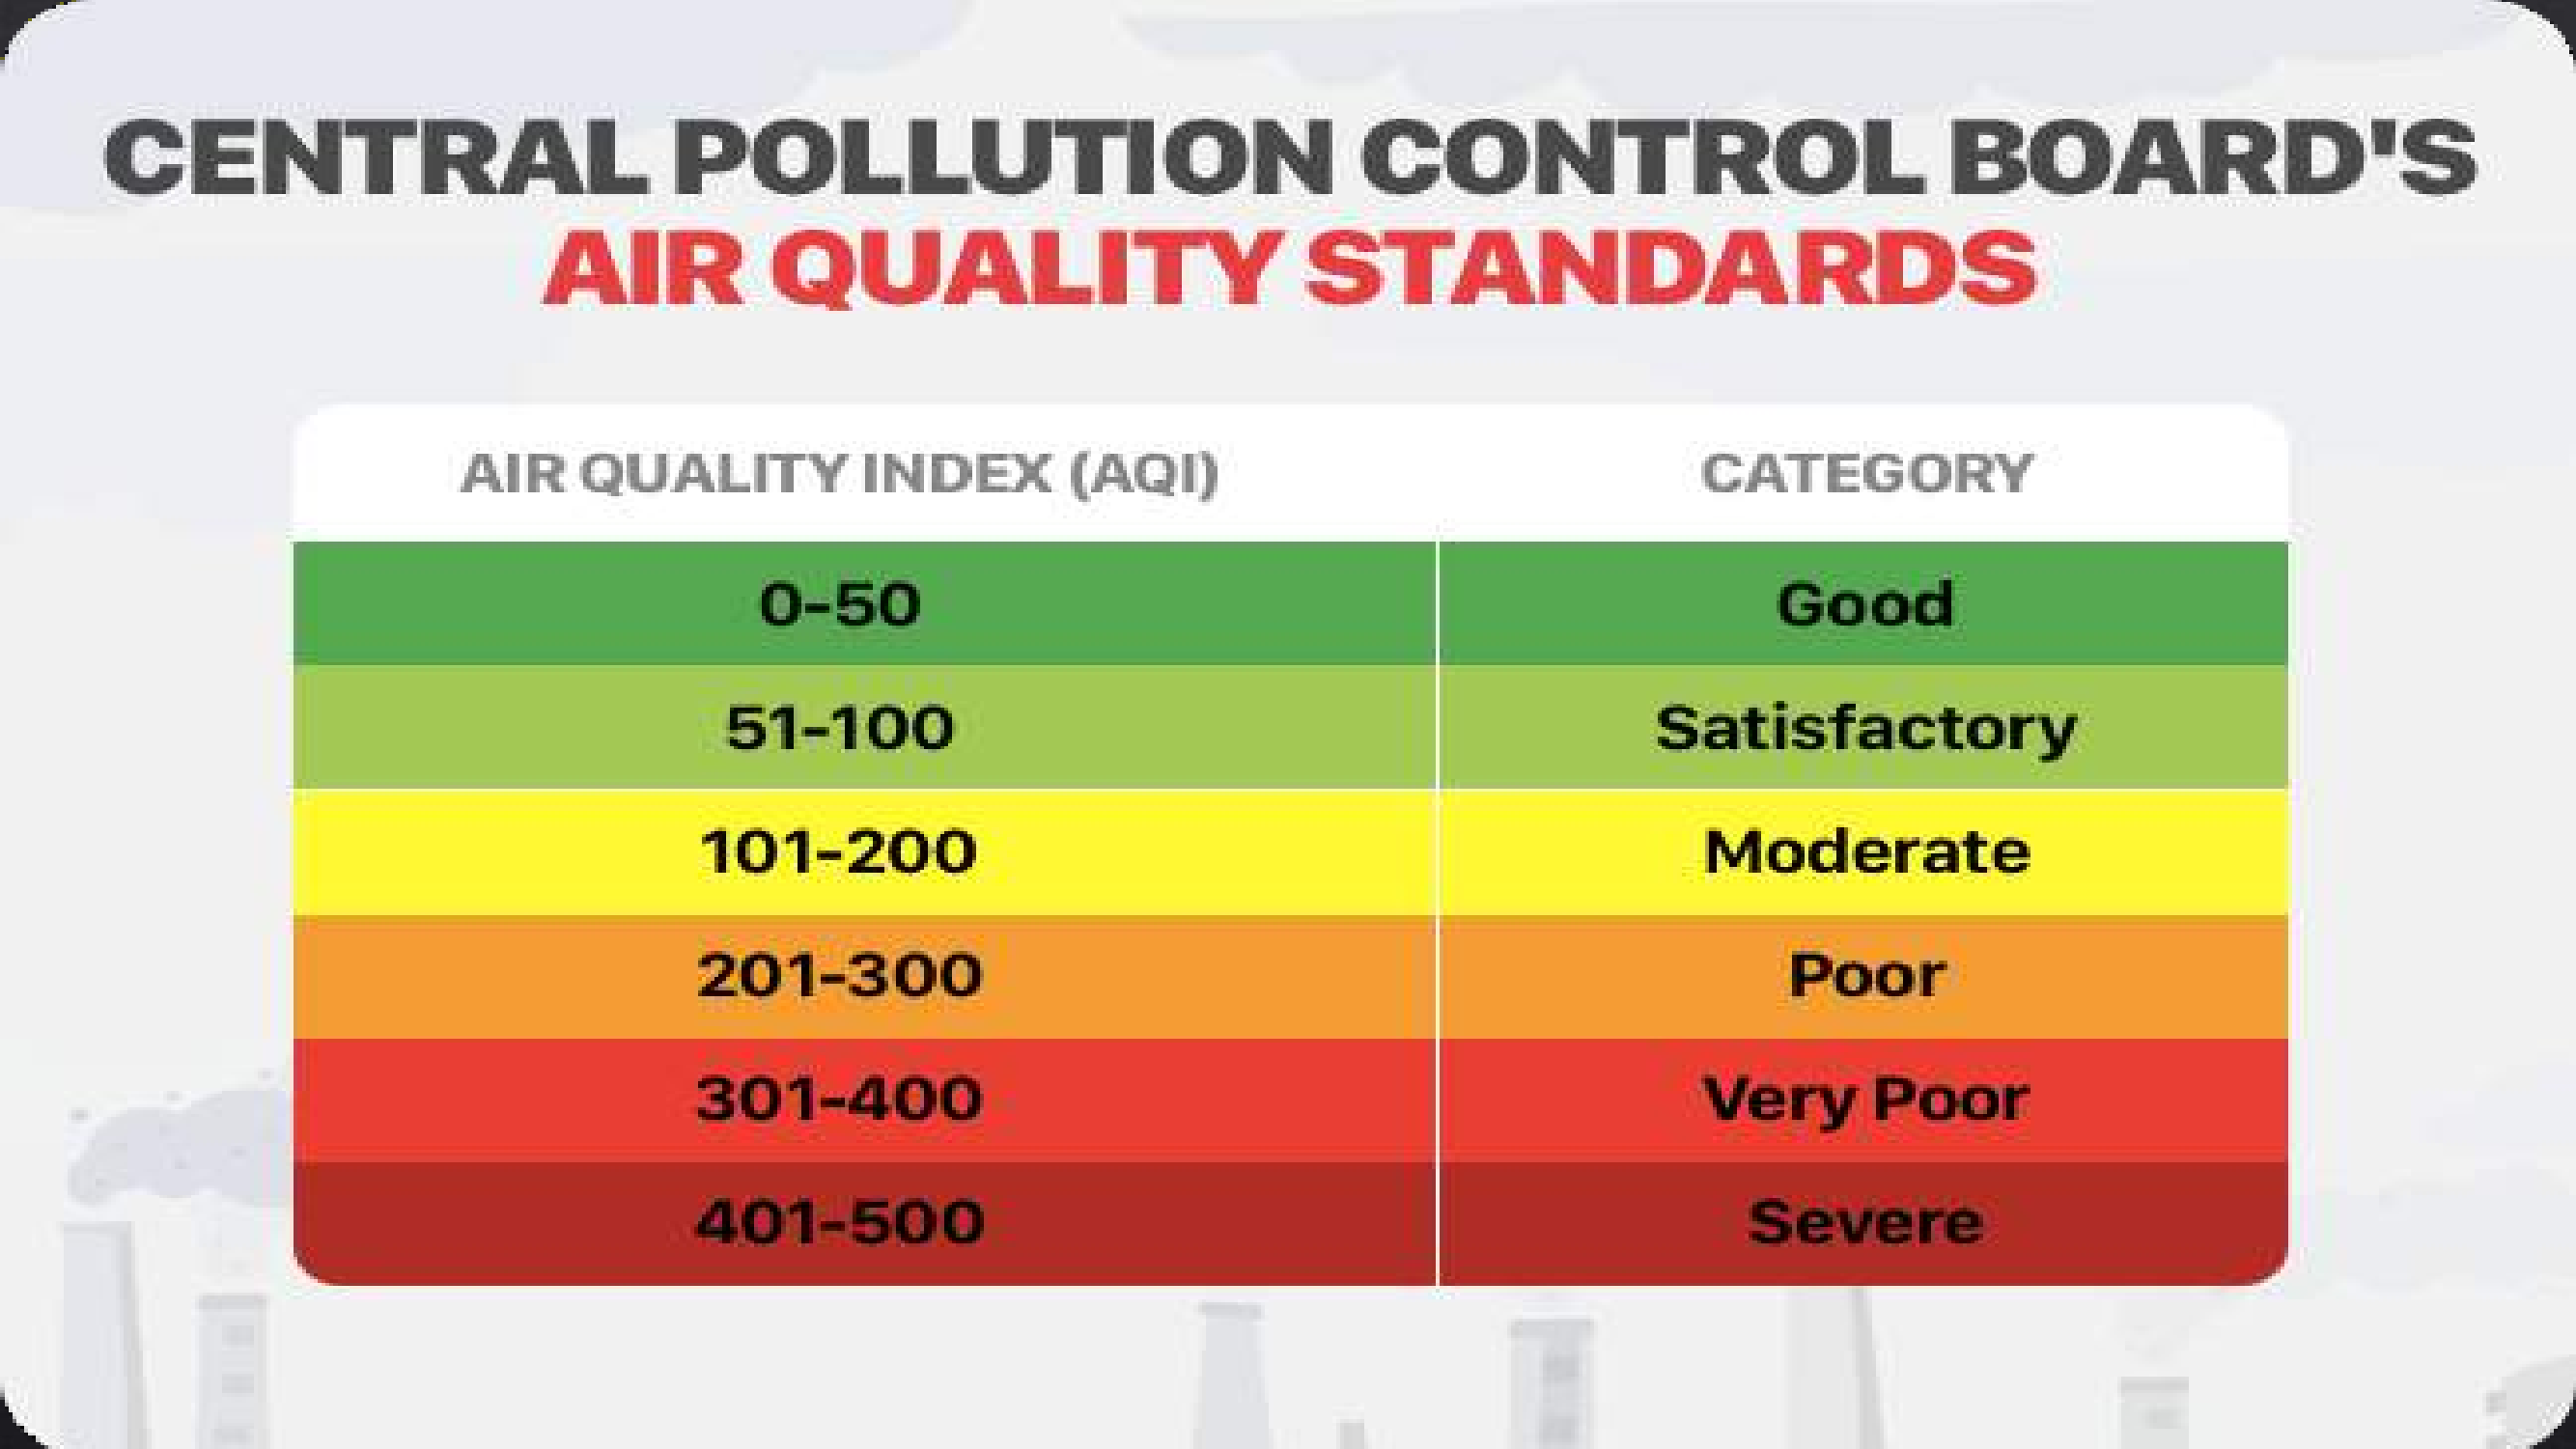 CENTRAL POLLUTION CONTROL BOARD'S
AIR QUALITY STANDARDS
AIR QUALITY INDEX (AQI) CATEGORY
0-50 Good
51-100 Satisfactory
101-200 Moderate
201-300 Poor
301-400 Very Poor
401-500 Severe